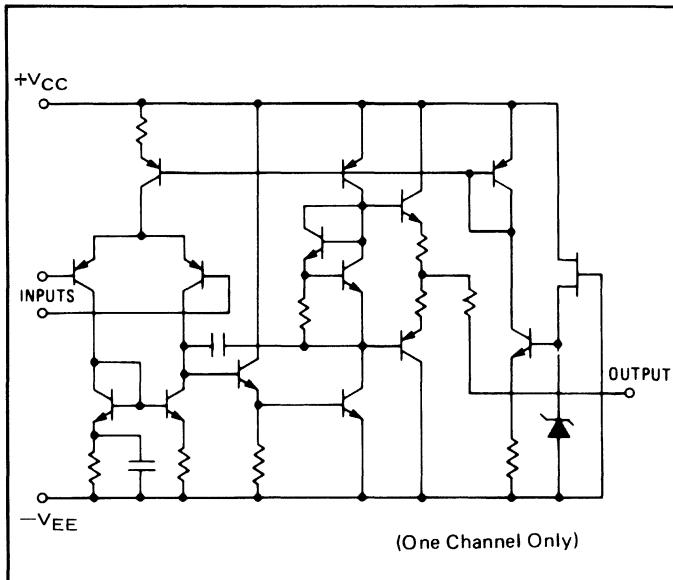 +VCC
INPUTS
OUTPUT
−VEE
(One Channel Only)